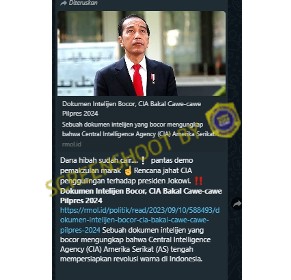 Diteruskan
Dokumen Intelijen Bocor, CIA Bakal Cawe-cawe
Pilpres 2024
Sebuah dokumen intelijen yang bocor mengungkap
bahwa Central Intelligence Agency (CIA) Amerika Serikat
rmol.id
Dana hibah sudah cair...❗ pantas demo
pemakzulan marak ☝ Rencana jahat CIA
penggulingan terhadap presiden Jokowi. ‼
Dokumen Intelijen Bocor, CIA Bakal Cawe-cawe
Pilpres 2024
https://rmol.id/politik/read/2023/09/10/588493/d
okumen-intelijen-bocor-cia-bakal-cawe-cawe-
pilpres-2024 Sebuah dokumen intelijen yang
bocor mengungkap bahwa Central Intelligence
Agency (CIA) Amerika Serikat (AS) tengah
mempersiapkan revolusi warna di Indonesia.